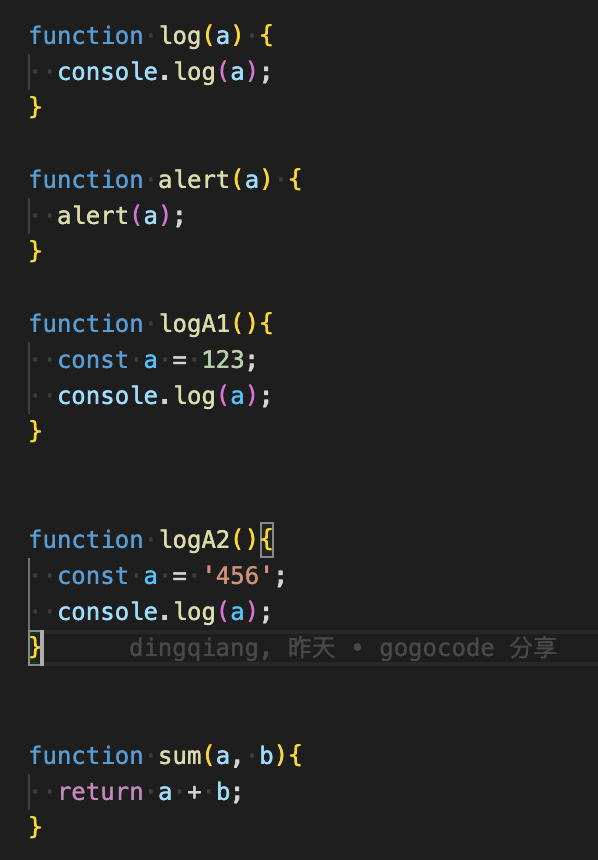 function log(a) {
  console.log(a);
}
function alert(a) {
  alert(a);
}
function logA1(){
  const a = 123;
  console.log(a);
}
function logA2(){
  const a = '456';
  console.log(a);
}        dingqiang, 昨天 • gogocode 分享
function sum(a, b){
  return a + b;
}